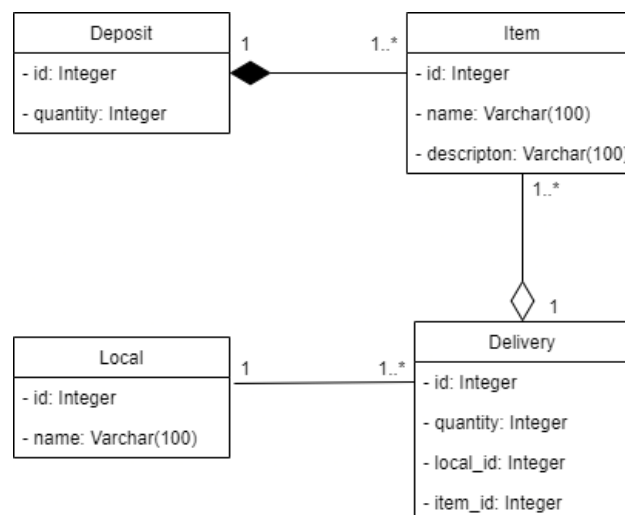 Deposit
- id: Integer
- quantity: Integer
1
1..*
Item
- id: Integer
- name: Varchar(100)
- descripton: Varchar(100)
1..*
1
Local
- id: Integer
- name: Varchar(100)
1
1..*
Delivery
- id: Integer
- quantity: Integer
- local_id: Integer
- item_id: Integer